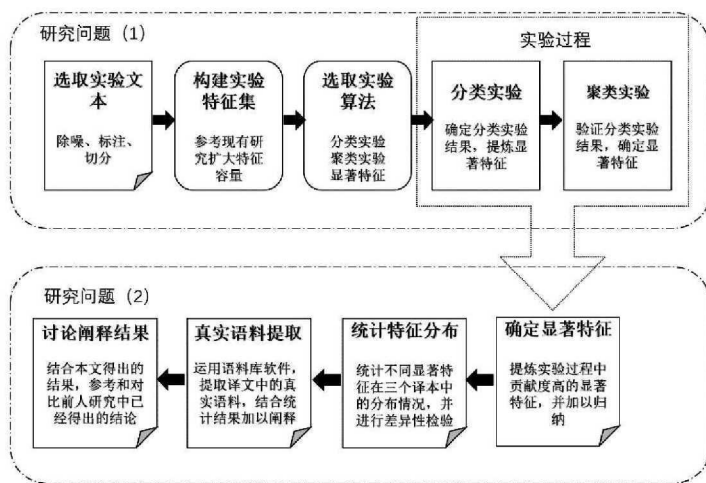 研究问题（1）
实验过程
选取实验文
本
除噪、标注、
切分
构建实验
特征集
参考现有研
究扩大特征
容量
选取实验
算法
分类实验
聚类实验
显著特征
分类实验
确定分类实验
结果，提炼显
著特征
聚类实验
验证分类实验
结果，确定显
著特征
研究问题（2）
讨论阐释结果
结合本文得出的
结果，参考和对
比前人研究中已
经得出的结论
真实语料提取
运用语料库软件，
提取译文中的真
实语料，结合统
计结果加以阐释
统计特征分布
统计不同显著特
征在三个译本中
的分布情况，并
进行差异性检验
确定显著特征
提炼实验过程中
贡献度高的显著
特征，并加以归
纳